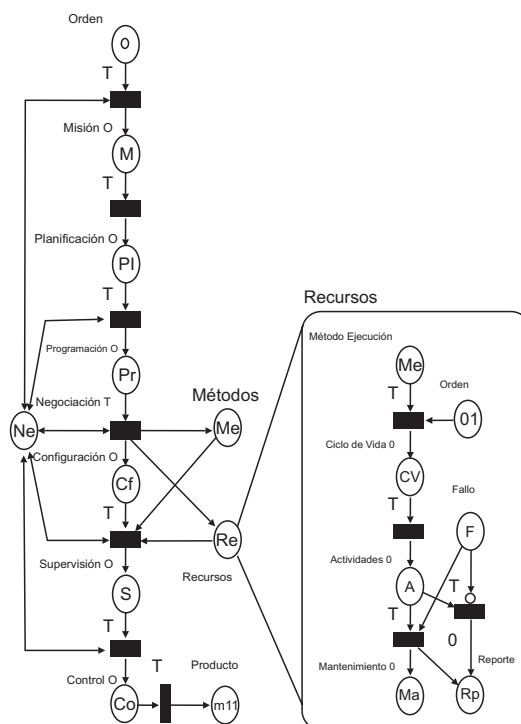 Orden
O
T
Misión O
M
T
Planificación O
Pl
T
Programación O
Pr
Negociación T
Ne
Métodos
Me
Configuración O
Cf
T
Re
Recursos
Supervisión O
S
T
Control O
Co
T
Producto
m11
Recursos
Método Ejecución
Me
T
Orden
01
Ciclo de Vida 0
CV
T
Fallo
F
Actividades 0
A
T
T
0
Mantenimiento 0
Reporte
Ma
Rp